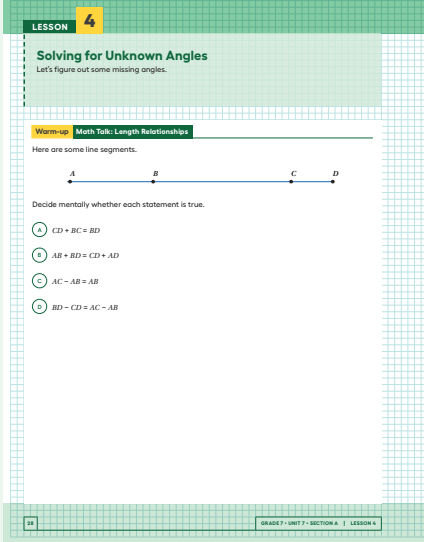 LESSON 4
Solving for Unknown Angles
Let's figure out some missing angles.
Warm-up Math Talk: Length Relationships
Here are some line segments.
A B C D
Decide mentally whether each statement is true.
A CD + BC = BD
B AB + BD = CD + AD
C AC − AB = AB
D BD − CD = AC − AB
28 GRADE 7 • UNIT 7 • SECTION A | LESSON 4